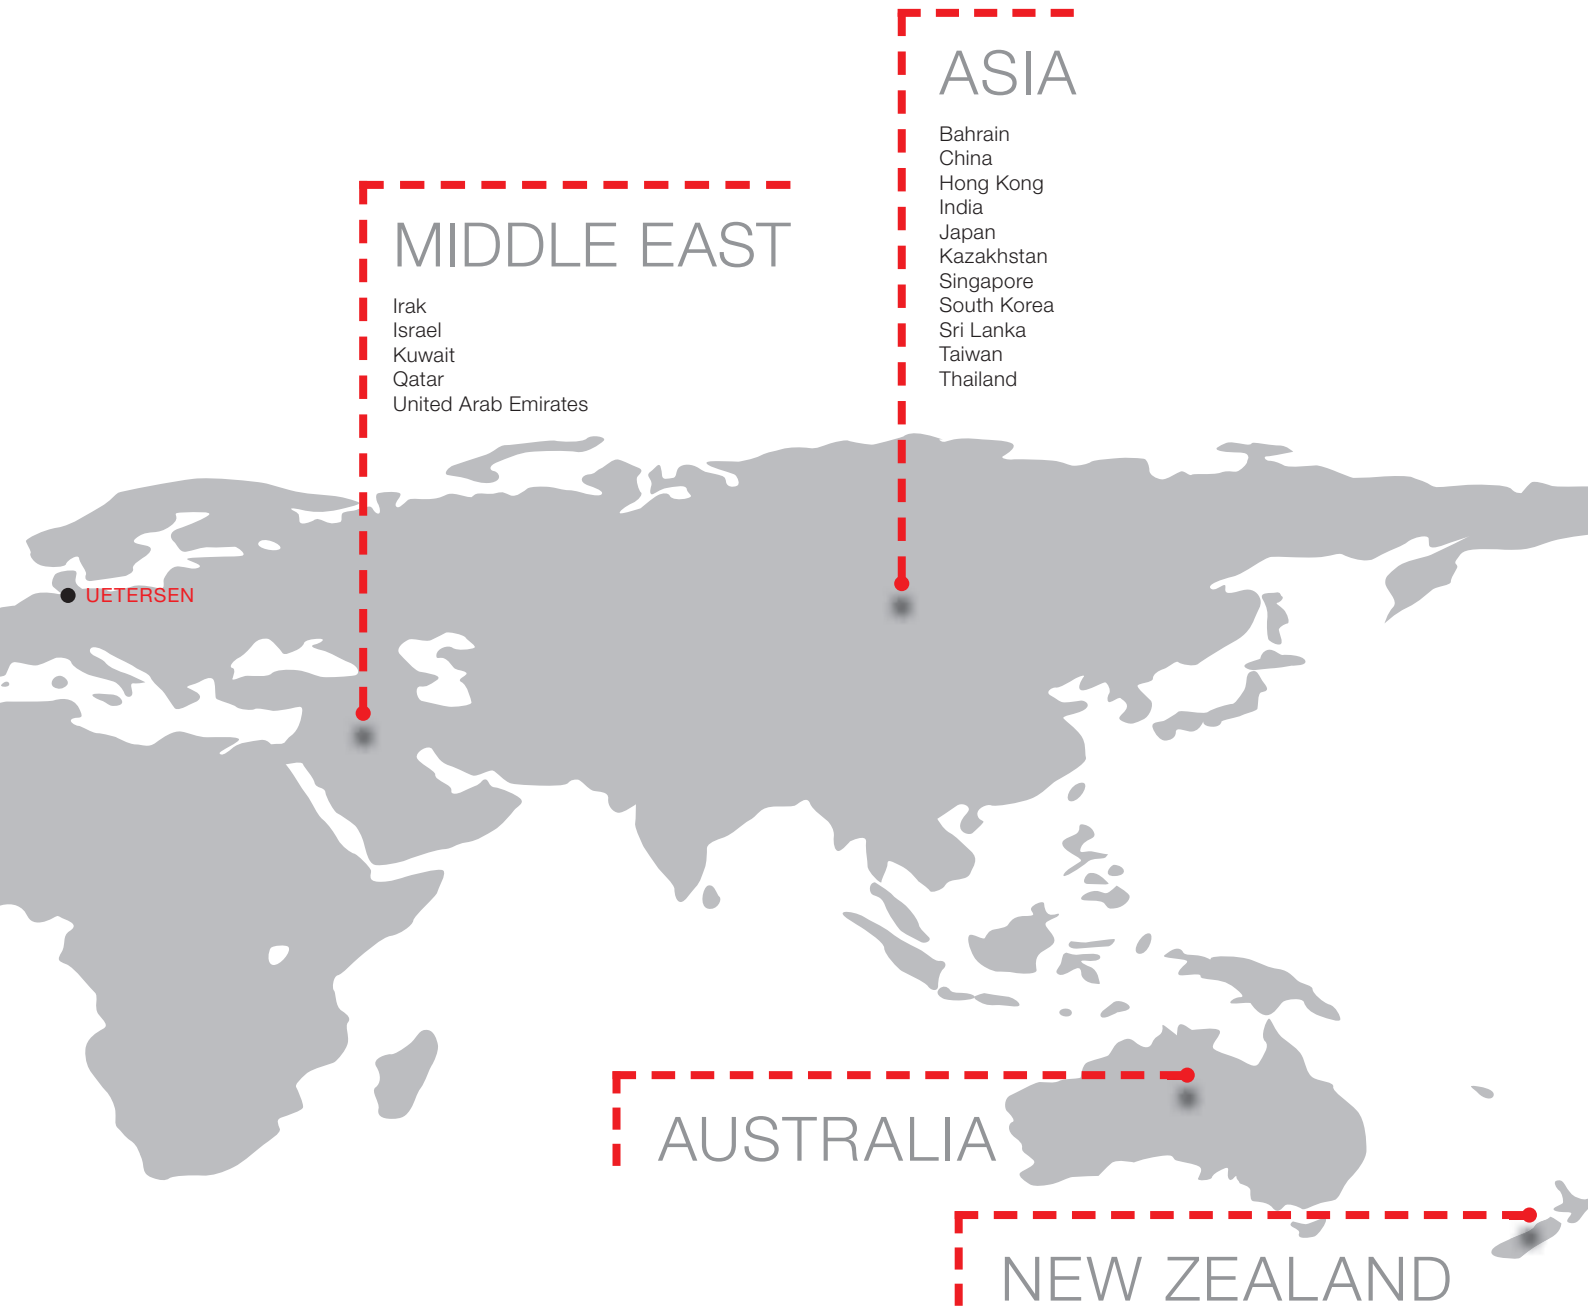 ASIA
Bahrain
China
Hong Kong
India
Japan
Kazakhstan
Singapore
South Korea
Sri Lanka
Taiwan
Thailand
MIDDLE EAST
Irak
Israel
Kuwait
Qatar
United Arab Emirates
UETERSEN
AUSTRALIA
NEW ZEALAND